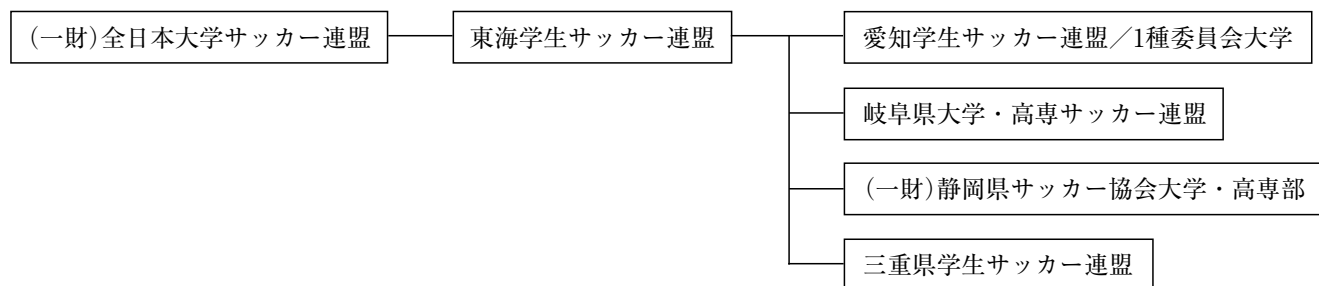 (一財)全日本大学サッカー連盟
東海学生サッカー連盟
愛知学生サッカー連盟／1種委員会大学
岐阜県大学・高専サッカー連盟
(一財)静岡県サッカー協会大学・高専部
三重県学生サッカー連盟